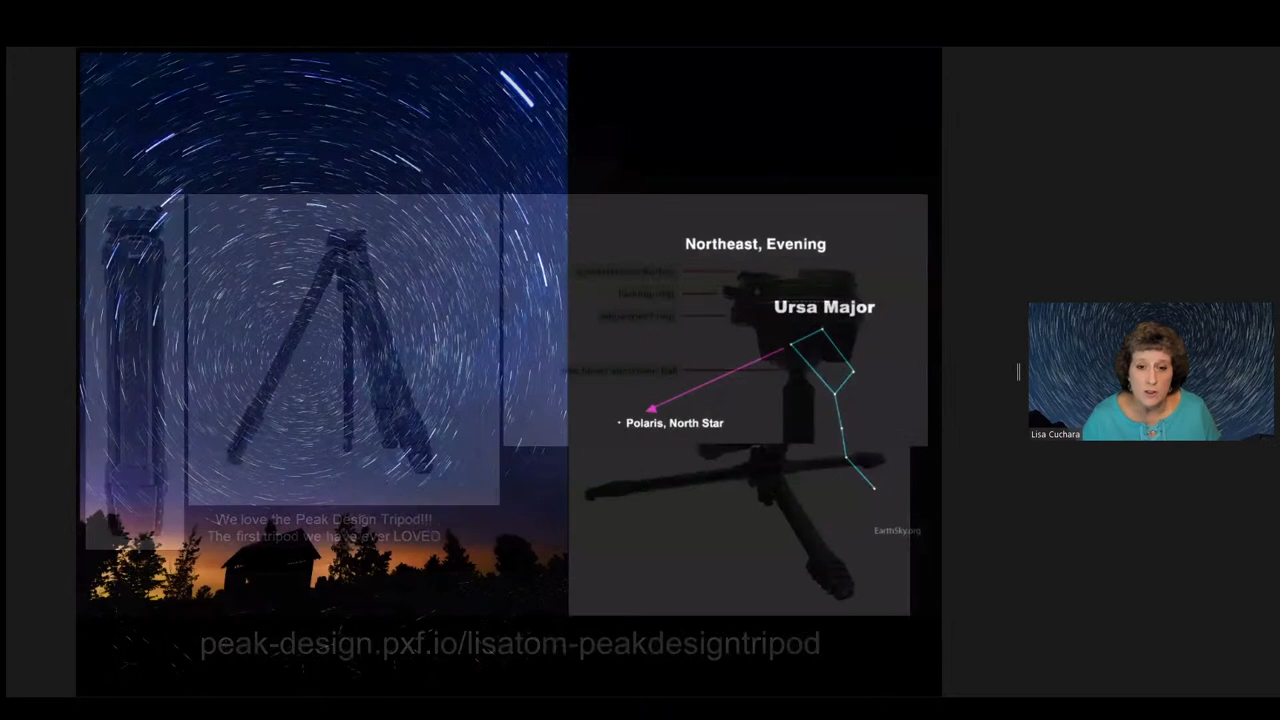 Northeast, Evening
Ursa Major
Polaris, North Star
EarthSky.org
We love the Peak Design Tripod!!!
The first tripod we have ever LOVED
peak-design.pxf.io/lisatom-peakdesigntripod
Lisa Cuchara